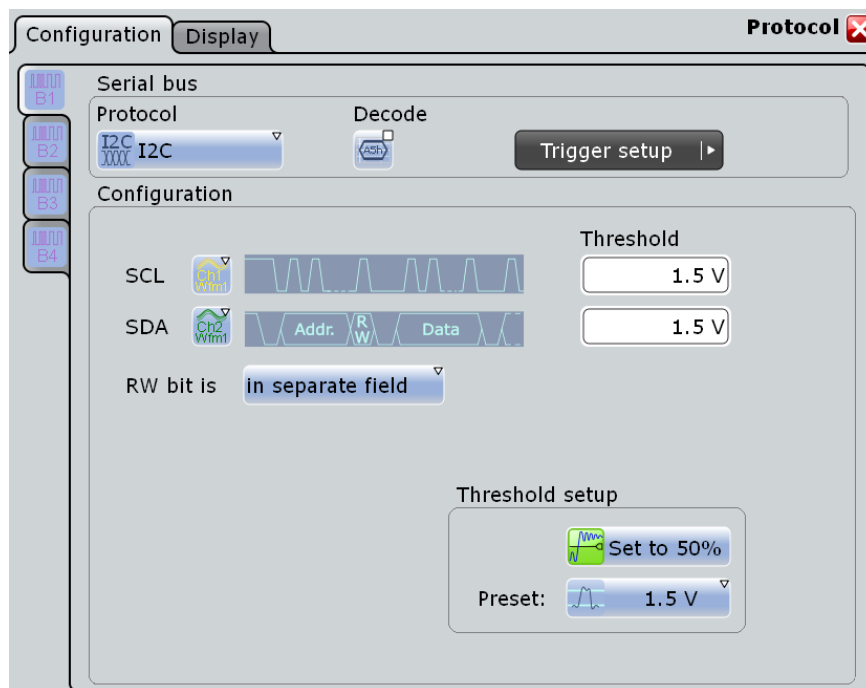 Configuration Display Protocol
B1
B2
B3
B4
Serial bus
Protocol Decode
I2C I2C
A5h
Trigger setup
Configuration
Threshold
SCL Ch1 Wfm1 1.5 V
SDA Ch2 Wfm1 Addr. RW Data 1.5 V
RW bit is in separate field
Threshold setup
Set to 50%
Preset: 1.5 V